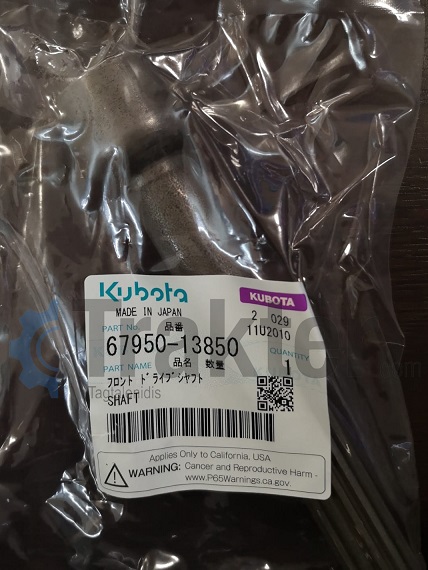 Kubota
KUBOTA
MADE IN JAPAN
2 029
11U2010
PART No. 品番
67950-13850
QUANTITY
PART NAME 品名 数量
1
フロント ドライブシャフト
SHAFT
Tagtalenidis
Applies Only to California, USA
WARNING: Cancer and Reproductive Harm -
www.P65Warnings.ca.gov.